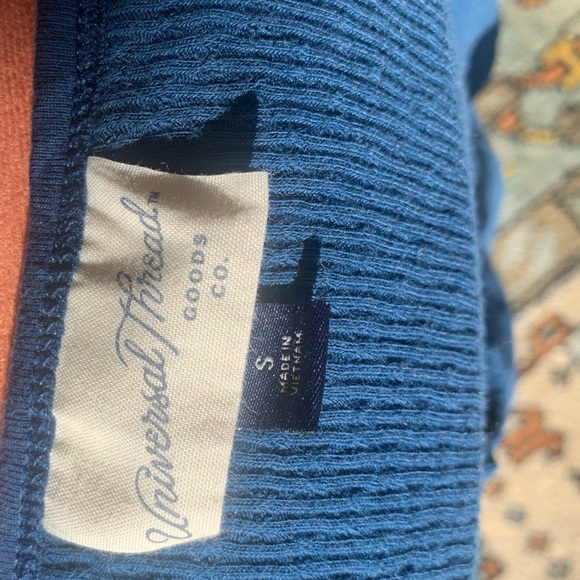 Universal Thread™
GOODS
CO.
S
MADE IN
VIETNAM